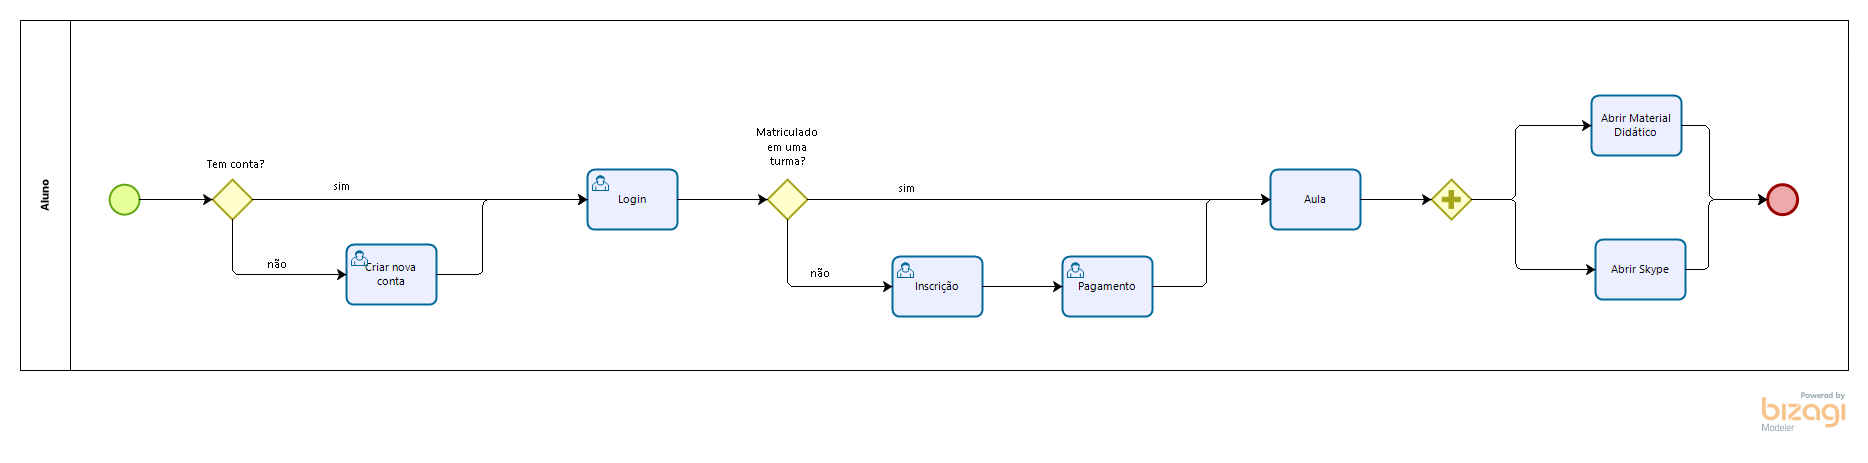 Aluno
Tem conta?
sim
não
Criar nova
conta
Login
Matriculado
em uma
turma?
sim
não
Inscrição
Pagamento
Aula
Abrir Material
Didático
Abrir Skype
Powered by
bizagi
Modeler